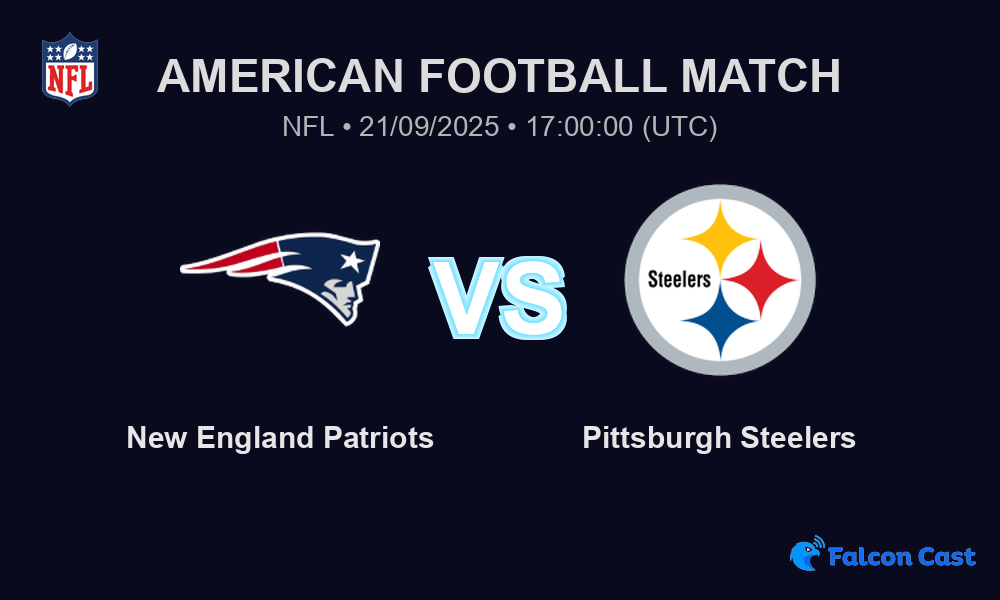 NFL
AMERICAN FOOTBALL MATCH
NFL • 21/09/2025 • 17:00:00 (UTC)
VS
Steelers
New England Patriots
Pittsburgh Steelers
Falcon Cast